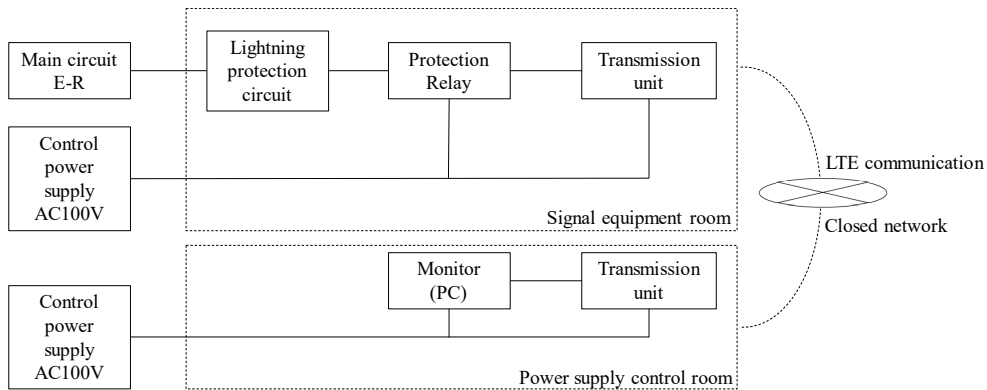 Main circuit
E-R
Lightning
protection
circuit
Protection
Relay
Transmission
unit
Control
power
supply
AC100V
Signal equipment room
LTE communication
Closed network
Monitor
(PC)
Transmission
unit
Control
power
supply
AC100V
Power supply control room